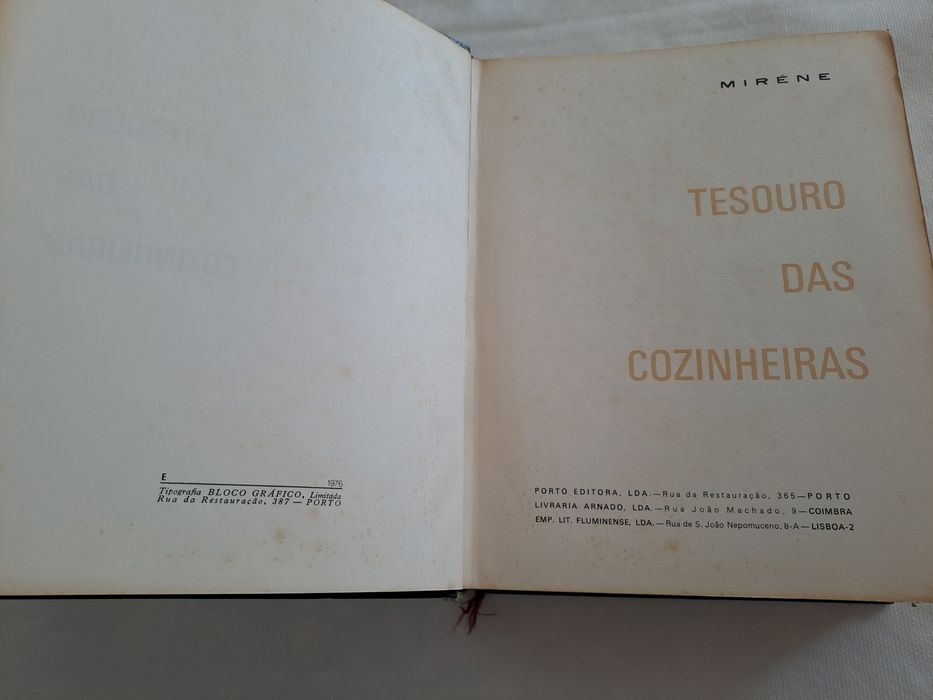 E 1976
Tipografia BLOCO GRÁFICO, Limitada
Rua da Restauração, 387 — PORTO
MIRÈNE
TESOURO
DAS
COZINHEIRAS
PORTO EDITORA, LDA.—Rua da Restauração, 365—PORTO
LIVRARIA ARNADO, LDA.—Rua João Machado, 9—COIMBRA
EMP. LIT. FLUMINENSE, LDA.—Rua de S. João Nepomuceno, 8-A—LISBOA-2